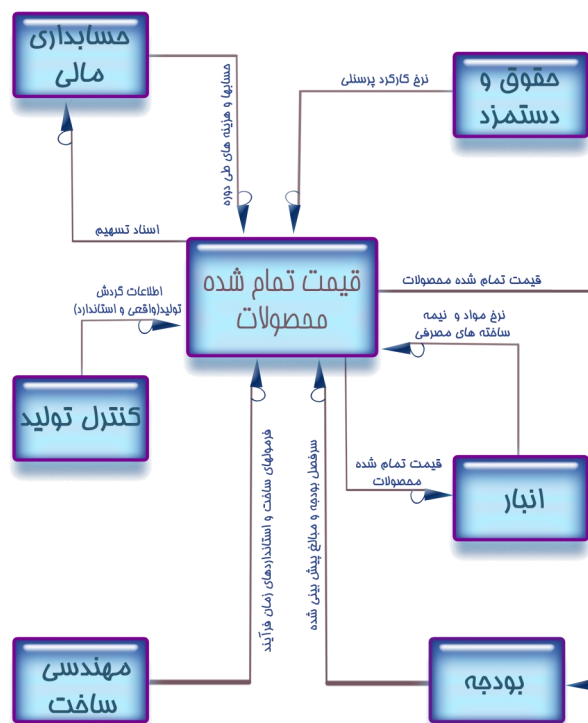 حسابداری
مالی
حقوق و
دستمزد
حسابها و هزینه های طی دوره
نرخ کارکرد پرسنلی
اسناد تسهیم
قیمت تمام شده
محصولات
قیمت تمام شده محصولات
اطلاعات گردش
تولید(واقعی و استاندارد)
نرخ مواد و نیمه
ساخته های مصرفی
کنترل تولید
قیمت تمام شده
محصولات
انبار
فرمولهای ساخت و استانداردهای زمان فرآیند
سرفصل بودجه و مبالغ پیش بینی شده
مهندسی
ساخت
بودجه